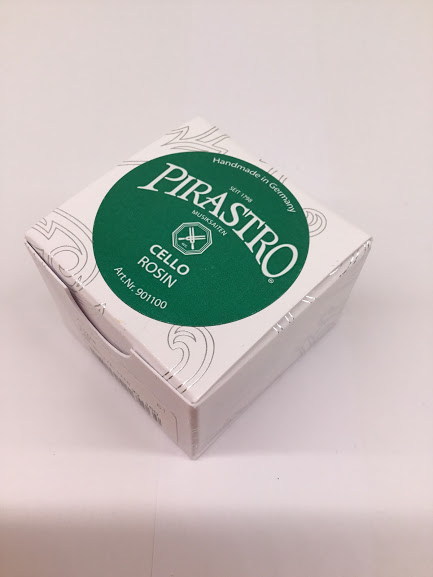 Handmade in Germany
PIRASTRO®
SEIT 1798
MUSIKSAITEN
CELLO
ROSIN
Art.Nr. 901100